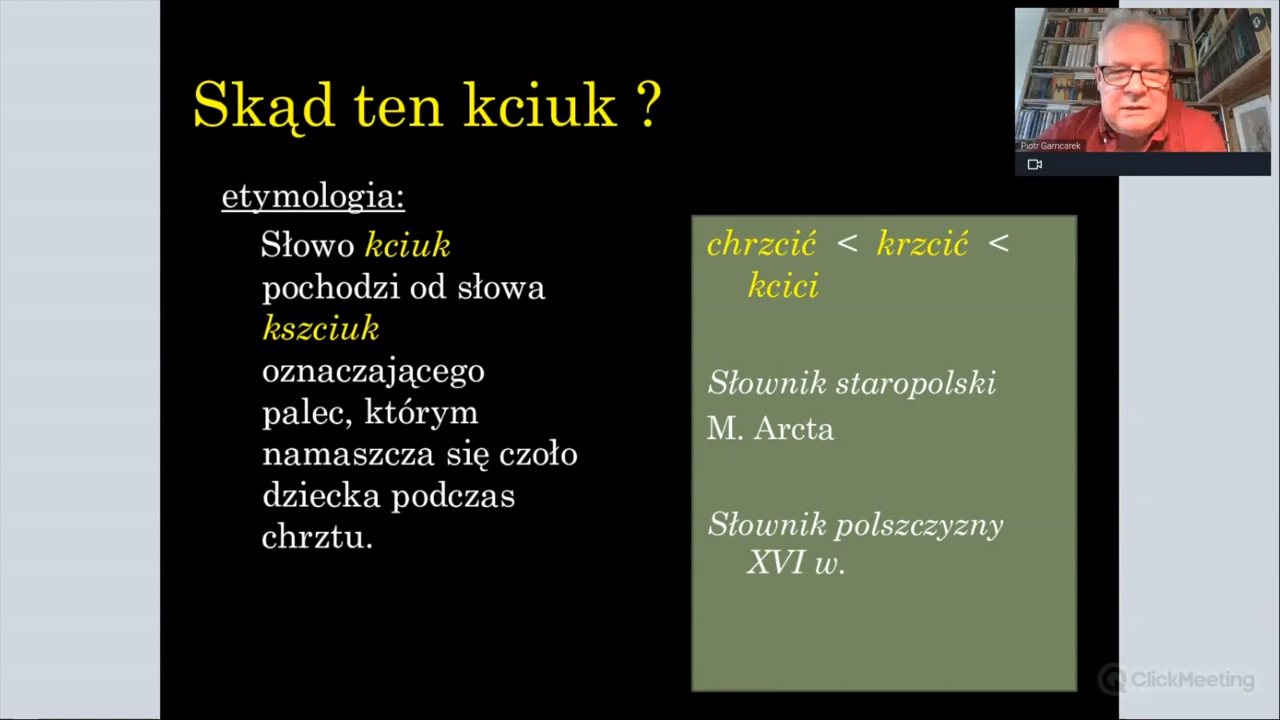 Skąd ten kciuk ?
etymologia:
Słowo kciuk
pochodzi od słowa
kszciuk
oznaczającego
palec, którym
namaszcza się czoło
dziecka podczas
chrztu.
chrzcić < krzcić <
kcici
Słownik staropolski
M. Arcta
Słownik polszczyzny
XVI w.
Piotr Garncarek
ClickMeeting